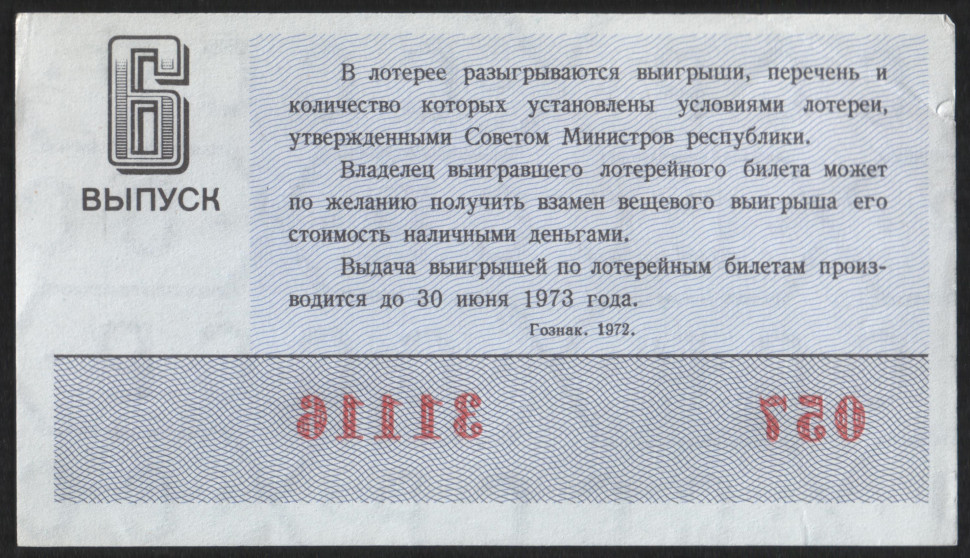 6
ВЫПУСК
В лотерее разыгрываются выигрыши, перечень и
количество которых установлены условиями лотереи,
утвержденными Советом Министров республики.
Владелец выигравшего лотерейного билета может
по желанию получить взамен вещевого выигрыша его
стоимость наличными деньгами.
Выдача выигрышей по лотерейным билетам произ-
водится до 30 июня 1973 года.
Гознак. 1972.
31116 057